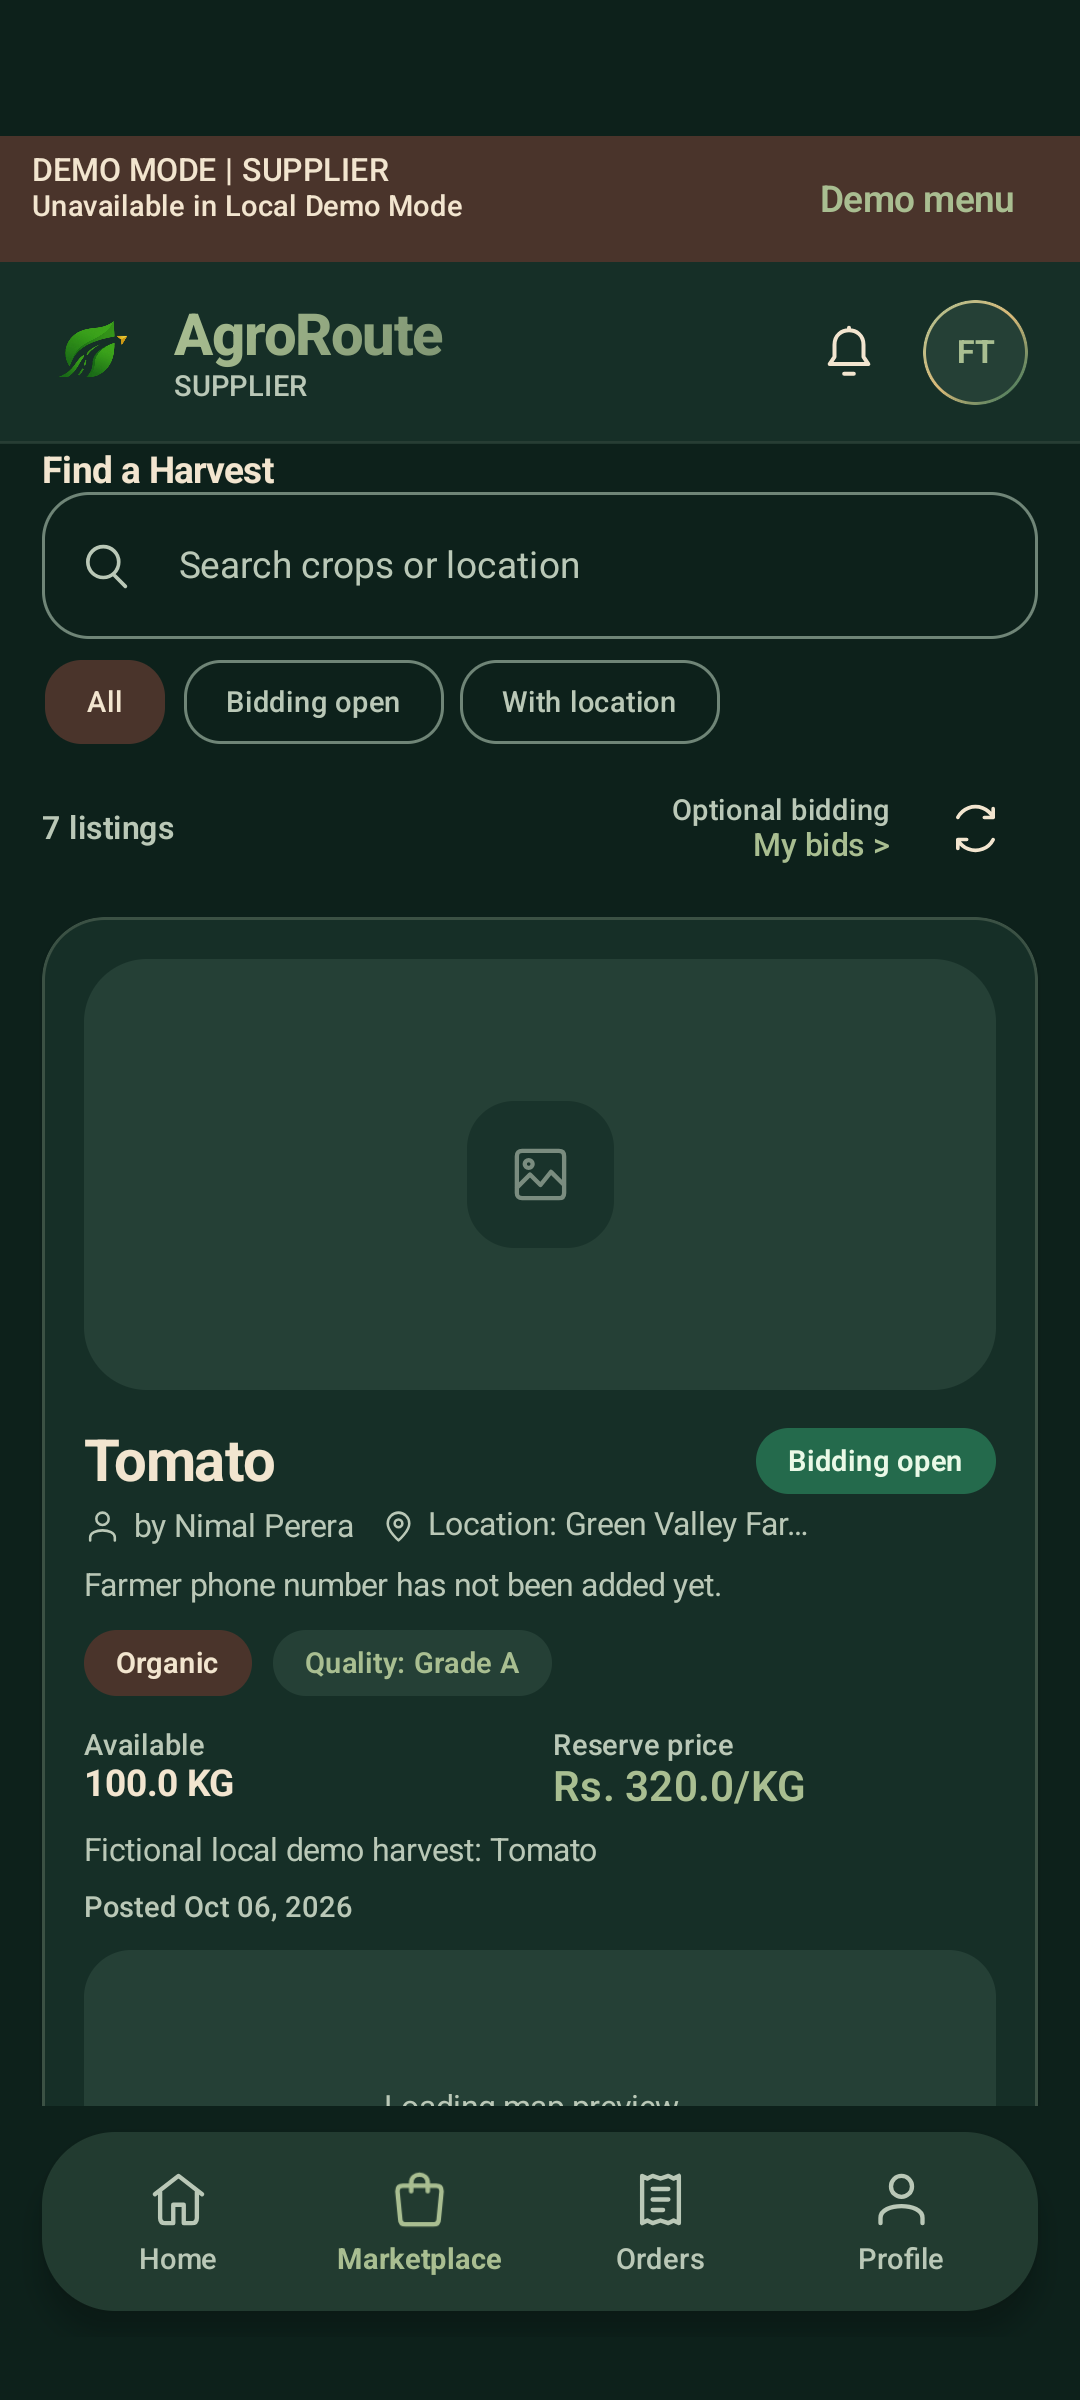 DEMO MODE | SUPPLIER
Unavailable in Local Demo Mode
Demo menu
AgroRoute
SUPPLIER
FT
Find a Harvest
Search crops or location
All
Bidding open
With location
7 listings
Optional bidding
My bids >
Tomato
Bidding open
by Nimal Perera
Location: Green Valley Far...
Farmer phone number has not been added yet.
Organic
Quality: Grade A
Available
Reserve price
100.0 KG
Rs. 320.0/KG
Fictional local demo harvest: Tomato
Posted Oct 06, 2026
Loading map preview
Home
Marketplace
Orders
Profile